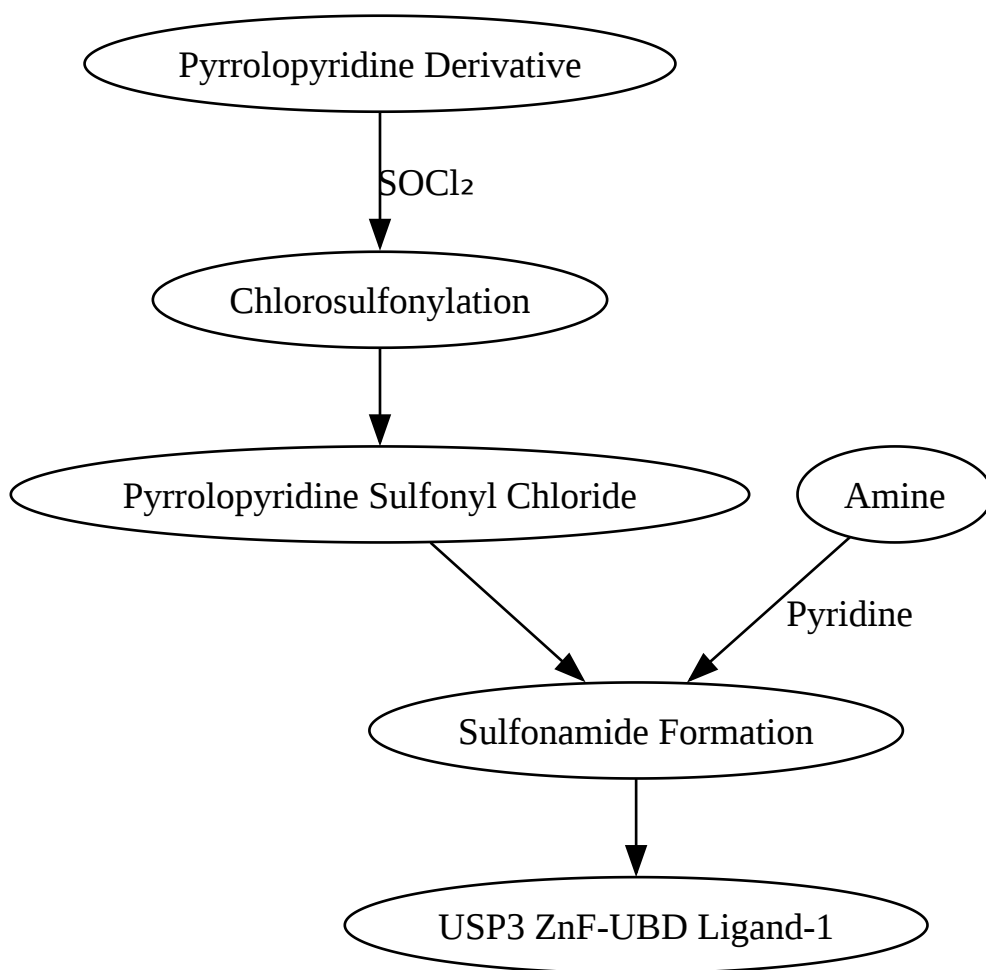 Pyrrolopyridine Derivative
SOCl₂
Chlorosulfonylation
Pyrrolopyridine Sulfonyl Chloride
Amine
Pyridine
Sulfonamide Formation
USP3 ZnF-UBD Ligand-1